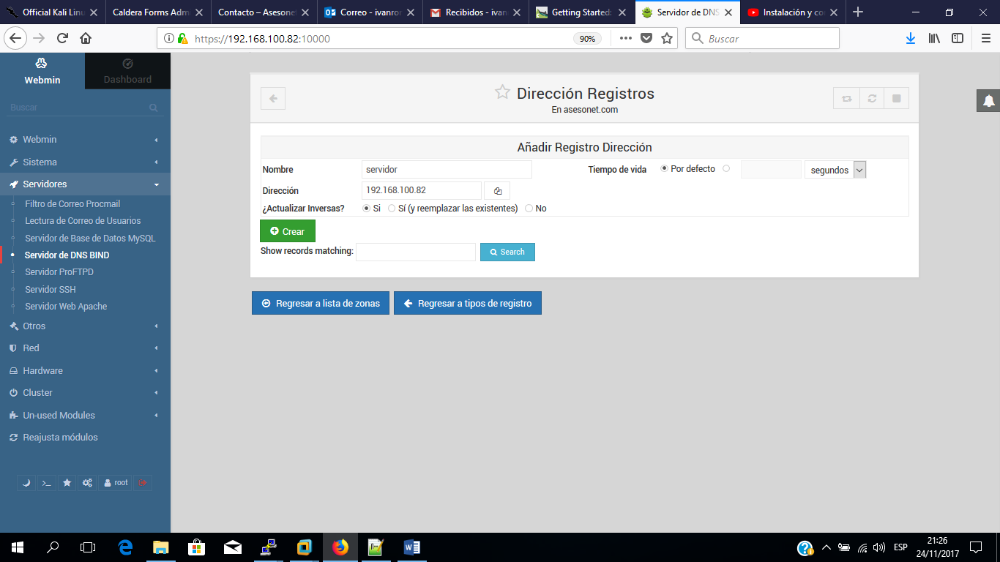 Official Kali Linu
Caldera Forms Adm
Contacto – Asesone
Correo - ivanror
Recibidos - ivan
Getting Started:
Servidor de DNS
Instalación y co
https://192.168.100.82:10000
90%
Buscar
Webmin
Dashboard
Buscar
Webmin
Sistema
Servidores
Filtro de Correo Procmail
Lectura de Correo de Usuarios
Servidor de Base de Datos MySQL
Servidor de DNS BIND
Servidor ProFTPD
Servidor SSH
Servidor Web Apache
Otros
Red
Hardware
Cluster
Un-used Modules
Reajusta módulos
root
Dirección Registros
En asesonet.com
Añadir Registro Dirección
Nombre
servidor
Tiempo de vida
Por defecto
segundos
Dirección
192.168.100.82
¿Actualizar Inversas?
Si
Sí (y reemplazar las existentes)
No
Crear
Show records matching:
Search
Regresar a lista de zonas
Regresar a tipos de registro
ESP
21:26
24/11/2017